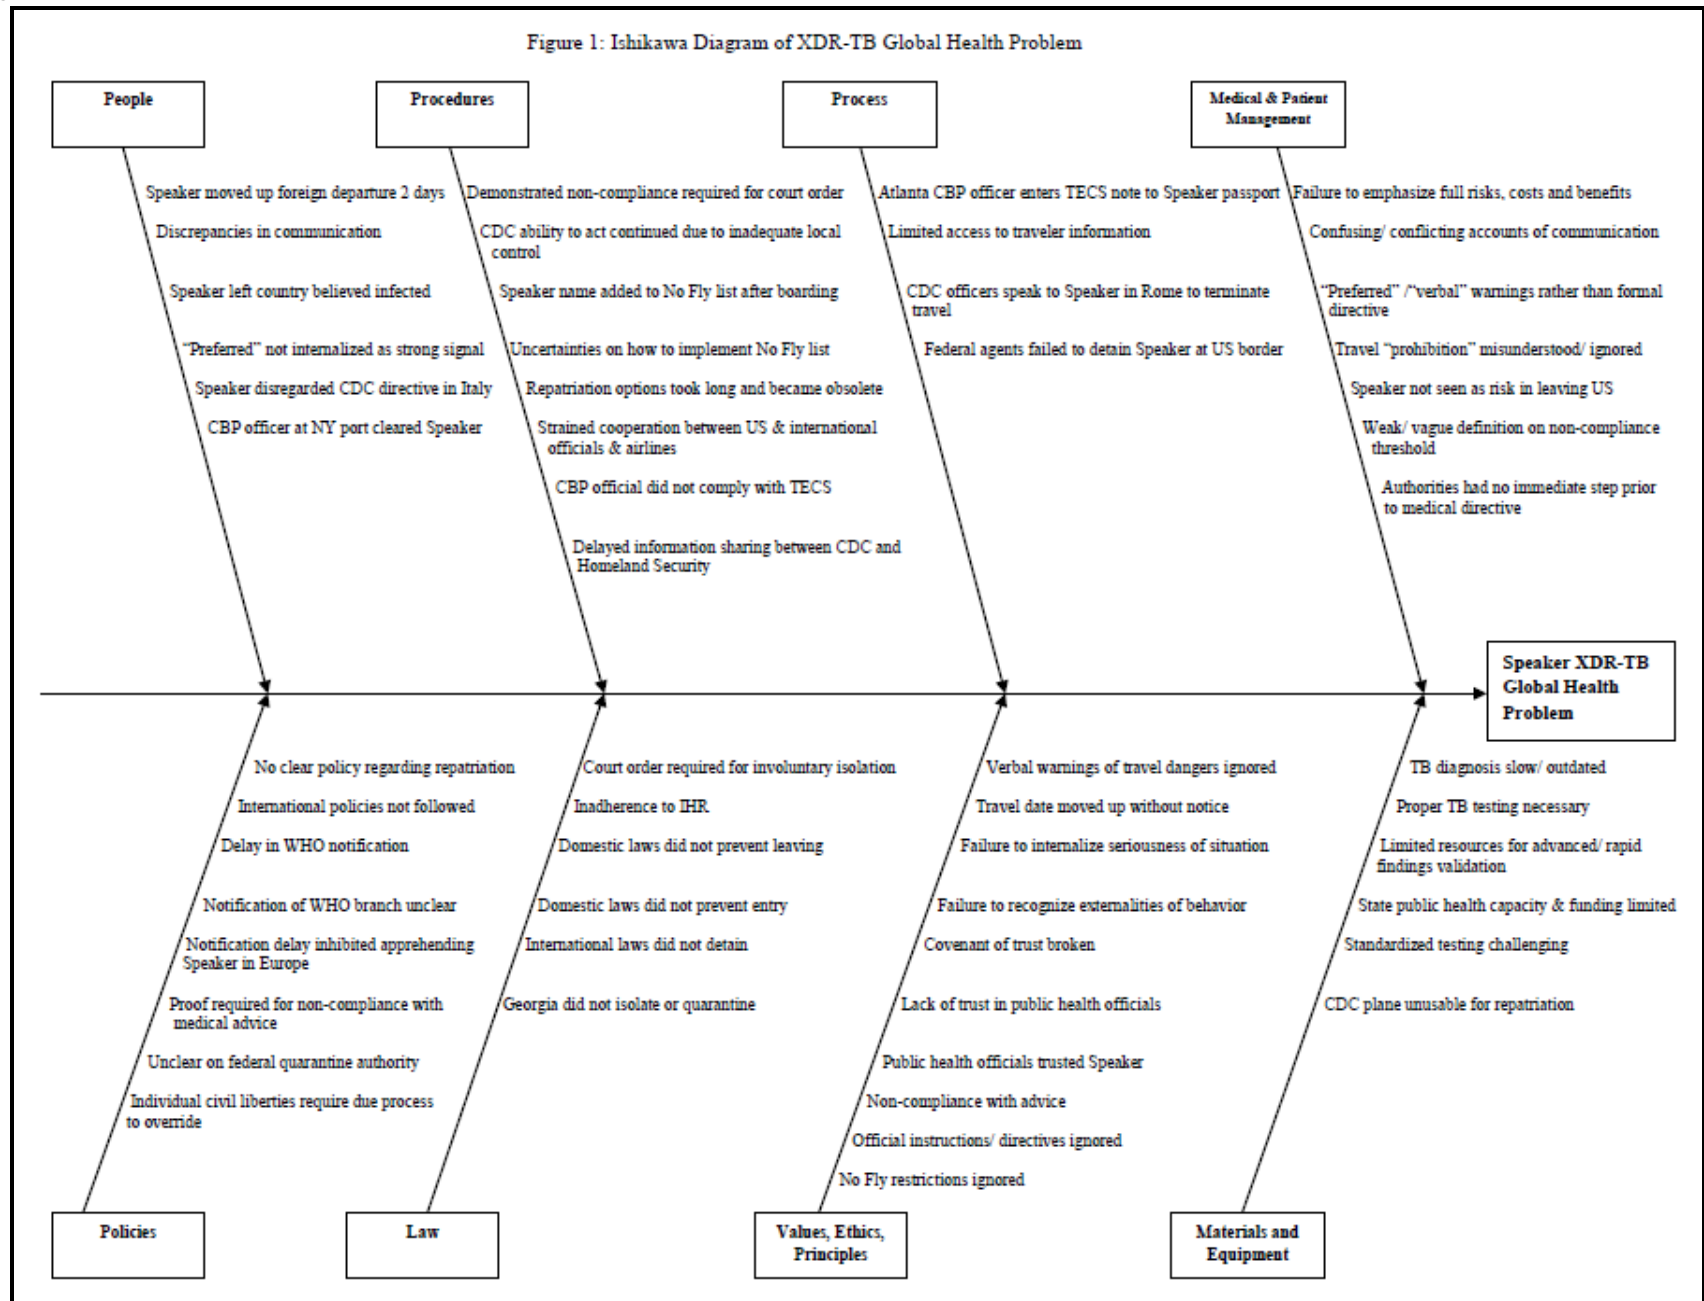 Figure 1: Ishikawa Diagram of XDR-TB Global Health Problem
People
Speaker moved up foreign departure 2 days
Discrepancies in communication
Speaker left country believed infected
“Preferred” not internalized as strong signal
Speaker disregarded CDC directive in Italy
CBP officer at NY port cleared Speaker
Procedures
Demonstrated non-compliance required for court order
CDC ability to act continued due to inadequate local
control
Speaker name added to No Fly list after boarding
Uncertainties on how to implement No Fly list
Repatriation options took long and became obsolete
Strained cooperation between US & international
officials & airlines
CBP official did not comply with TECS
Delayed information sharing between CDC and
Homeland Security
Process
Atlanta CBP officer enters TECS note to Speaker passport
Limited access to traveler information
CDC officers speak to Speaker in Rome to terminate
travel
Federal agents failed to detain Speaker at US border
Medical & Patient
Management
Failure to emphasize full risks, costs and benefits
Confusing/ conflicting accounts of communication
“Preferred” /“verbal” warnings rather than formal
directive
Travel “prohibition” misunderstood/ ignored
Speaker not seen as risk in leaving US
Weak/ vague definition on non-compliance
threshold
Authorities had no immediate step prior
to medical directive
Speaker XDR-TB
Global Health
Problem
No clear policy regarding repatriation
International policies not followed
Delay in WHO notification
Notification of WHO branch unclear
Notification delay inhibited apprehending
Speaker in Europe
Proof required for non-compliance with
medical advice
Unclear on federal quarantine authority
Individual civil liberties require due process
to override
Policies
Court order required for involuntary isolation
Inadherence to IHR
Domestic laws did not prevent leaving
Domestic laws did not prevent entry
International laws did not detain
Georgia did not isolate or quarantine
Law
Verbal warnings of travel dangers ignored
Travel date moved up without notice
Failure to internalize seriousness of situation
Failure to recognize externalities of behavior
Covenant of trust broken
Lack of trust in public health officials
Public health officials trusted Speaker
Non-compliance with advice
Official instructions/ directives ignored
No Fly restrictions ignored
Values, Ethics,
Principles
TB diagnosis slow/ outdated
Proper TB testing necessary
Limited resources for advanced/ rapid
findings validation
State public health capacity & funding limited
Standardized testing challenging
CDC plane unusable for repatriation
Materials and
Equipment